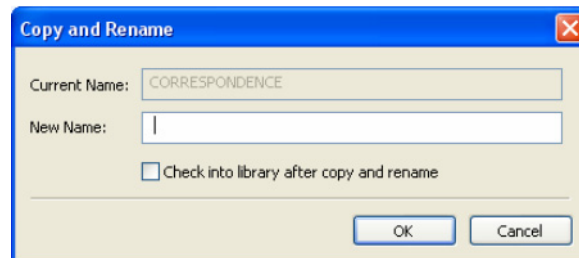 Copy and Rename
Current Name: CORRESPONDENCE
New Name:
Check into library after copy and rename
OK Cancel